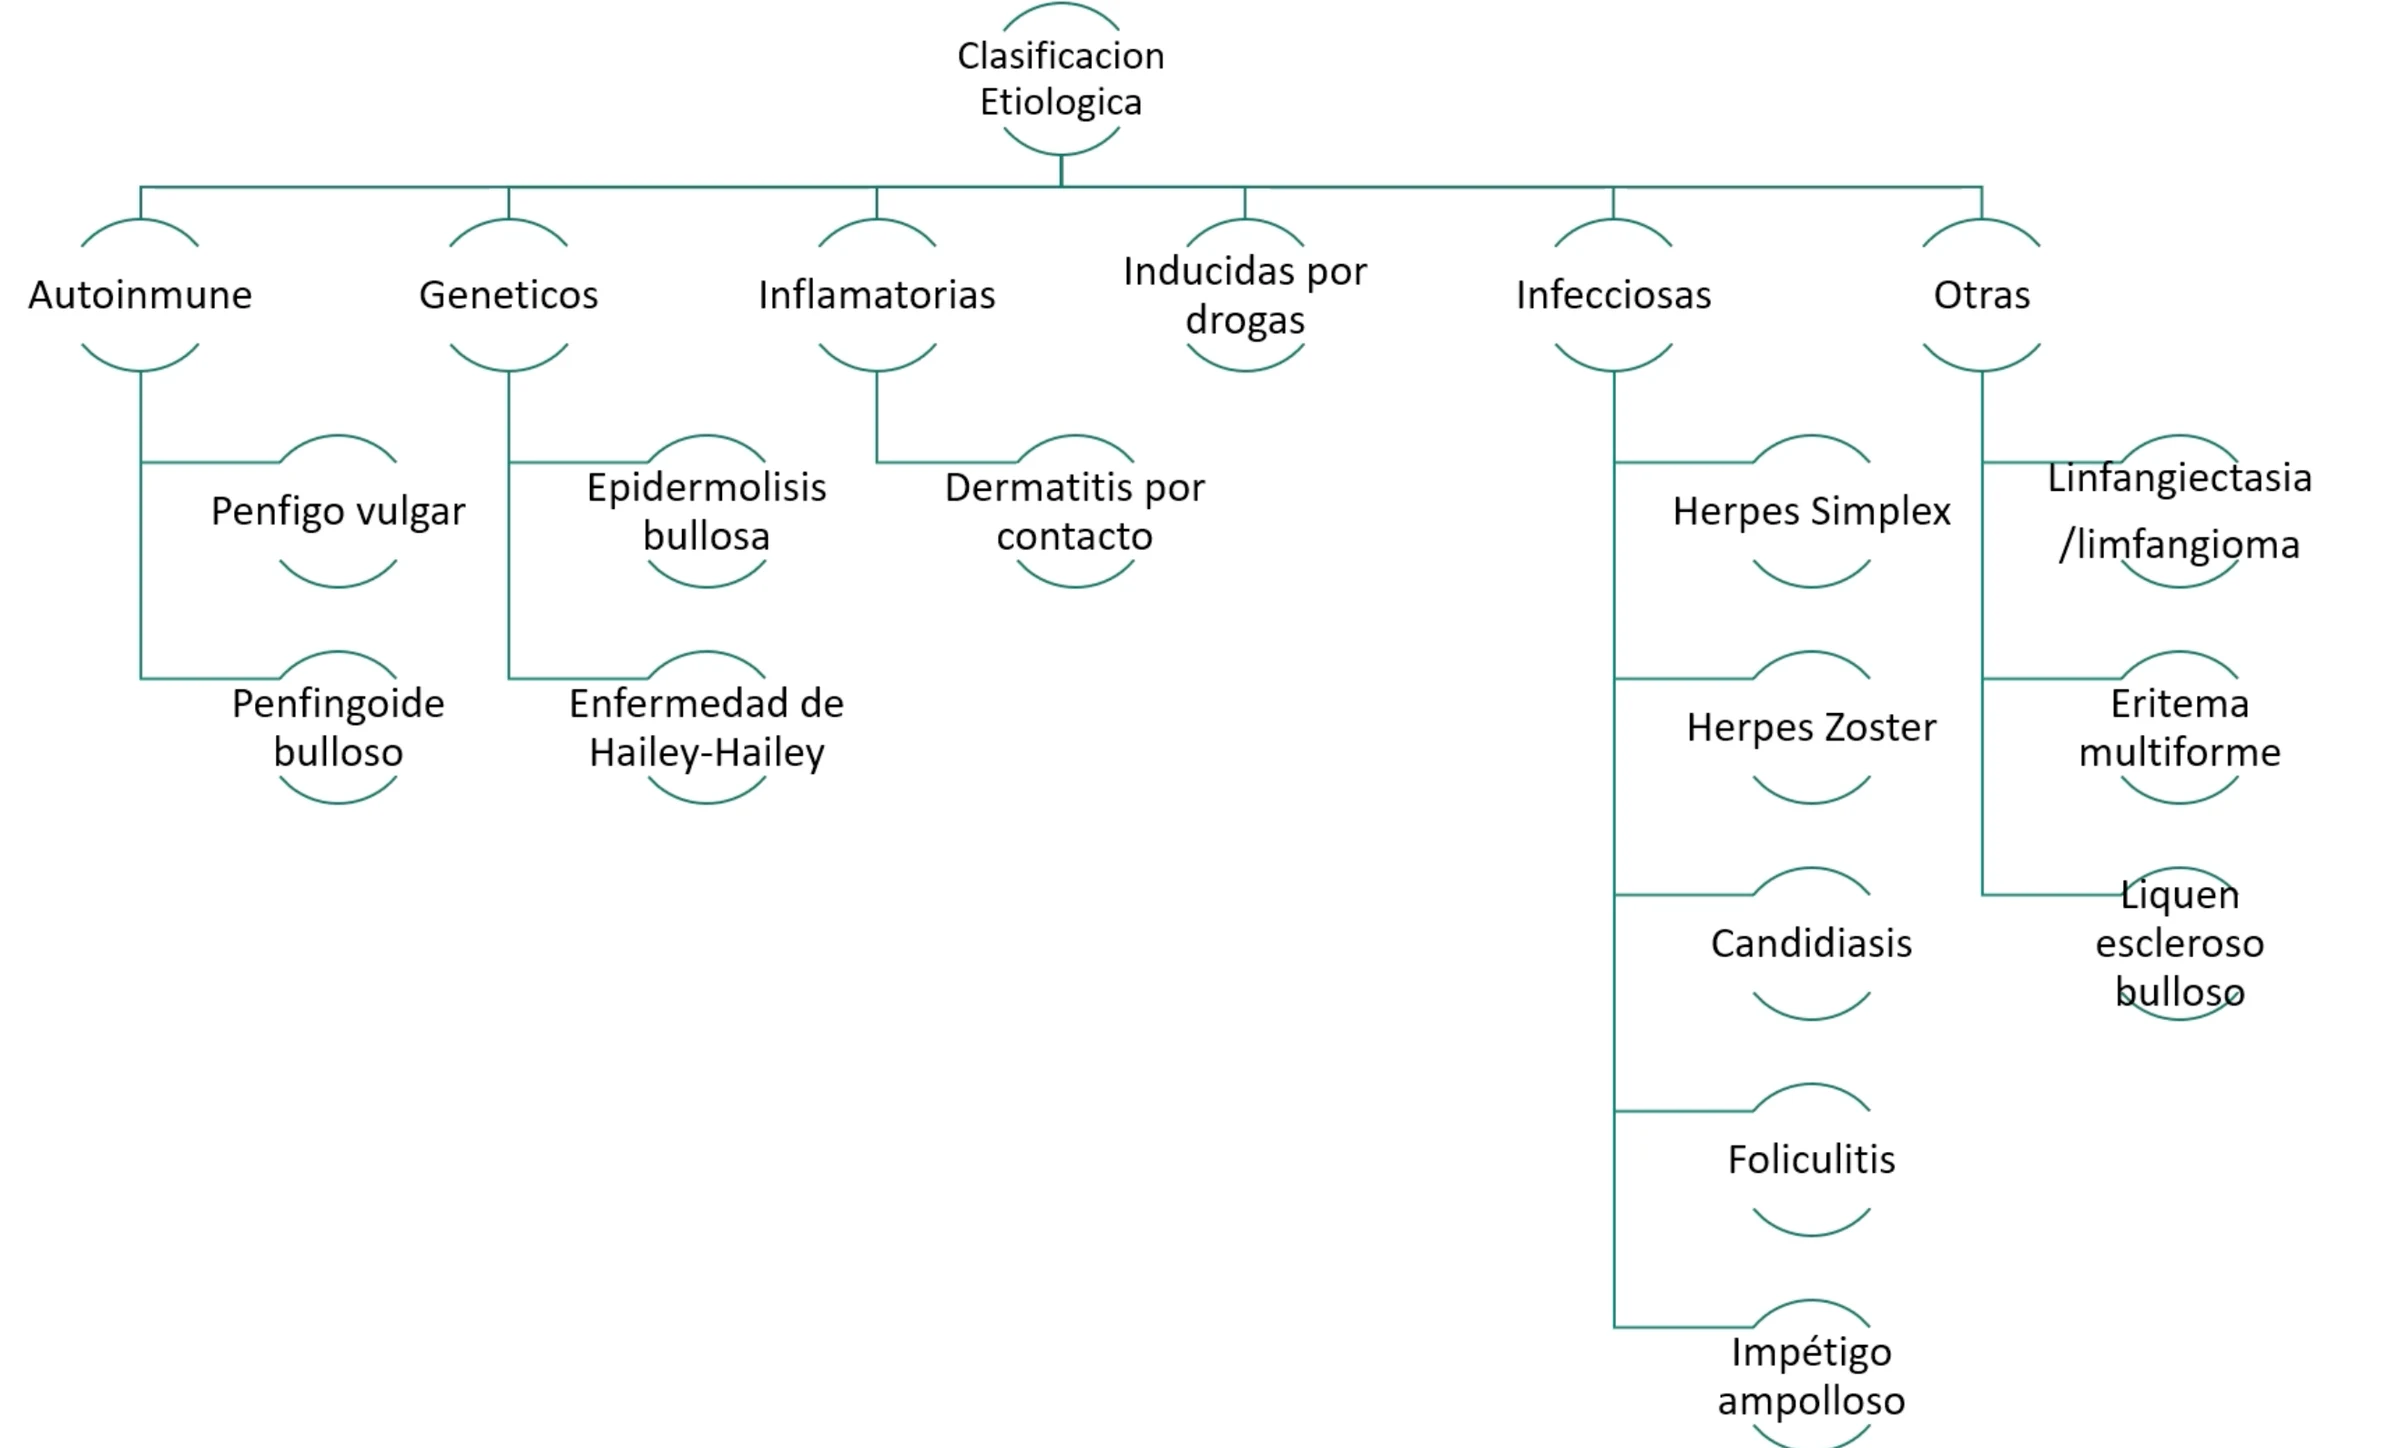 Clasificacion
Etiologica
Autoinmune
Geneticos
Inflamatorias
Inducidas por
drogas
Infecciosas
Otras
Penfigo vulgar
Penfingoide
bulloso
Epidermolisis
bullosa
Enfermedad de
Hailey-Hailey
Dermatitis por
contacto
Herpes Simplex
Herpes Zoster
Candidiasis
Foliculitis
Impétigo
ampolloso
Linfangiectasia
/limfangioma
Eritema
multiforme
Liquen
escleroso
bulloso